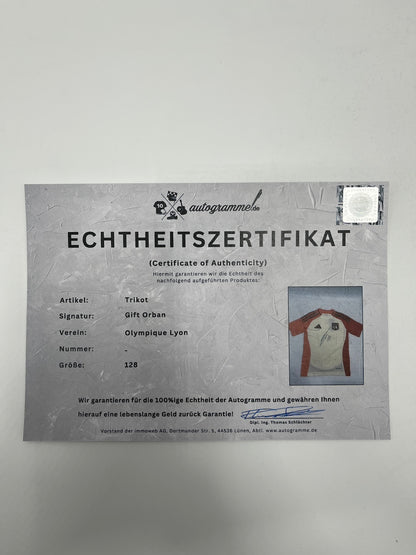 10
autogramme.de
ECHTHEITSZERTIFIKAT
(Certificate of Authenticity)
Hiermit garantieren wir die Echtheit des
nachfolgend aufgeführten Produktes:
Artikel: Trikot
Signatur: Gift Orban
Verein: Olympique Lyon
Nummer: -
Größe: 128
Wir garantieren für die 100%ige Echtheit der Autogramme und gewähren Ihnen
hierauf eine lebenslange Geld zurück Garantie!
Dipl. Ing. Thomas Schlächter
Vorstand der immoweb AG, Dortmunder Str. 5, 44536 Lünen, Abtl. www.autogramme.de